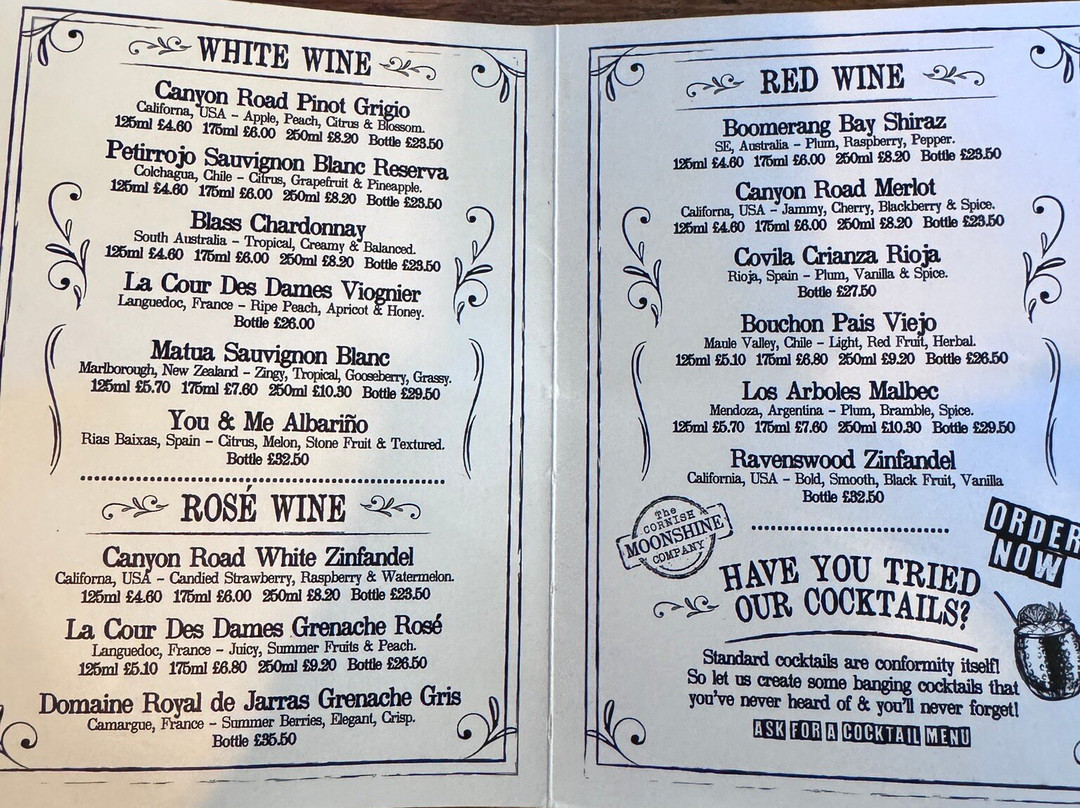 WHITE WINE
Canyon Road Pinot Grigio
Californa, USA – Apple, Peach, Citrus & Blossom.
125ml £4.60 175ml £6.00 250ml £8.20 Bottle £23.50
Petirrojo Sauvignon Blanc Reserva
Colchagua, Chile – Citrus, Grapefruit & Pineapple.
125ml £4.60 175ml £6.00 250ml £8.20 Bottle £23.50
Blass Chardonnay
South Australia – Tropical, Creamy & Balanced.
125ml £4.60 175ml £6.00 250ml £8.20 Bottle £23.50
La Cour Des Dames Viognier
Languedoc, France – Ripe Peach, Apricot & Honey.
Bottle £26.00
Matua Sauvignon Blanc
Marlborough, New Zealand – Zingy, Tropical, Gooseberry, Grassy.
125ml £5.70 175ml £7.60 250ml £10.30 Bottle £29.50
You & Me Albariño
Rias Baixas, Spain – Citrus, Melon, Stone Fruit & Textured.
Bottle £32.50
ROSÉ WINE
Canyon Road White Zinfandel
Californa, USA – Candied Strawberry, Raspberry & Watermelon.
125ml £4.60 175ml £6.00 250ml £8.20 Bottle £23.50
La Cour Des Dames Grenache Rosé
Languedoc, France – Juicy, Summer Fruits & Peach.
125ml £5.10 175ml £6.80 250ml £9.20 Bottle £26.50
Domaine Royal de Jarras Grenache Gris
Camargue, France – Summer Berries, Elegant, Crisp.
Bottle £35.50
RED WINE
Boomerang Bay Shiraz
SE, Australia – Plum, Raspberry, Pepper.
125ml £4.60 175ml £6.00 250ml £8.20 Bottle £23.50
Canyon Road Merlot
Californa, USA – Jammy, Cherry, Blackberry & Spice.
125ml £4.60 175ml £6.00 250ml £8.20 Bottle £23.50
Covila Crianza Rioja
Rioja, Spain – Plum, Vanilla & Spice.
Bottle £27.50
Bouchon Pais Viejo
Maule Valley, Chile – Light, Red Fruit, Herbal.
125ml £5.10 175ml £6.80 250ml £9.20 Bottle £26.50
Los Arboles Malbec
Mendoza, Argentina – Plum, Bramble, Spice.
125ml £5.70 175ml £7.60 250ml £10.30 Bottle £29.50
Ravenswood Zinfandel
California, USA – Bold, Smooth, Black Fruit, Vanilla
Bottle £32.50
The
CORNISH
MOONSHINE
COMPANY
ORDER
NOW
HAVE YOU TRIED
OUR COCKTAILS?
Standard cocktails are conformity itself!
So let us create some banging cocktails that
you've never heard of & you'll never forget!
ASK FOR A COCKTAIL MENU